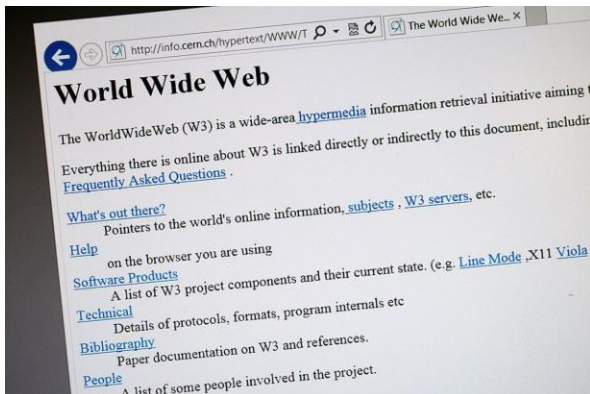 http://info.cern.ch/hypertext/WWW/T
The World Wide We...
World Wide Web
The WorldWideWeb (W3) is a wide-area hypermedia information retrieval initiative aiming
Everything there is online about W3 is linked directly or indirectly to this document,
Frequently Asked Questions .
What's out there?
Pointers to the world's online information, subjects , W3 servers, etc.
Help
on the browser you are using
Software Products
A list of W3 project components and their current state. (e.g. Line Mode ,X11 Viola
Technical
Details of protocols, formats, program internals etc
Bibliography
Paper documentation on W3 and references.
People
A list of some people involved in the project.